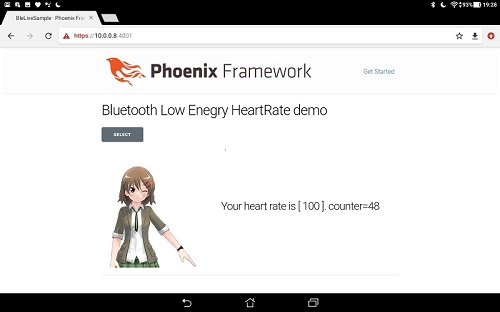 93% 19:28
BleLiveSample · Phoenix Fra
https://10.0.0.8:4001
Phoenix Framework
Get Started
Bluetooth Low Enegry HeartRate demo
SELECT
Your heart rate is [ 100 ]. counter=48